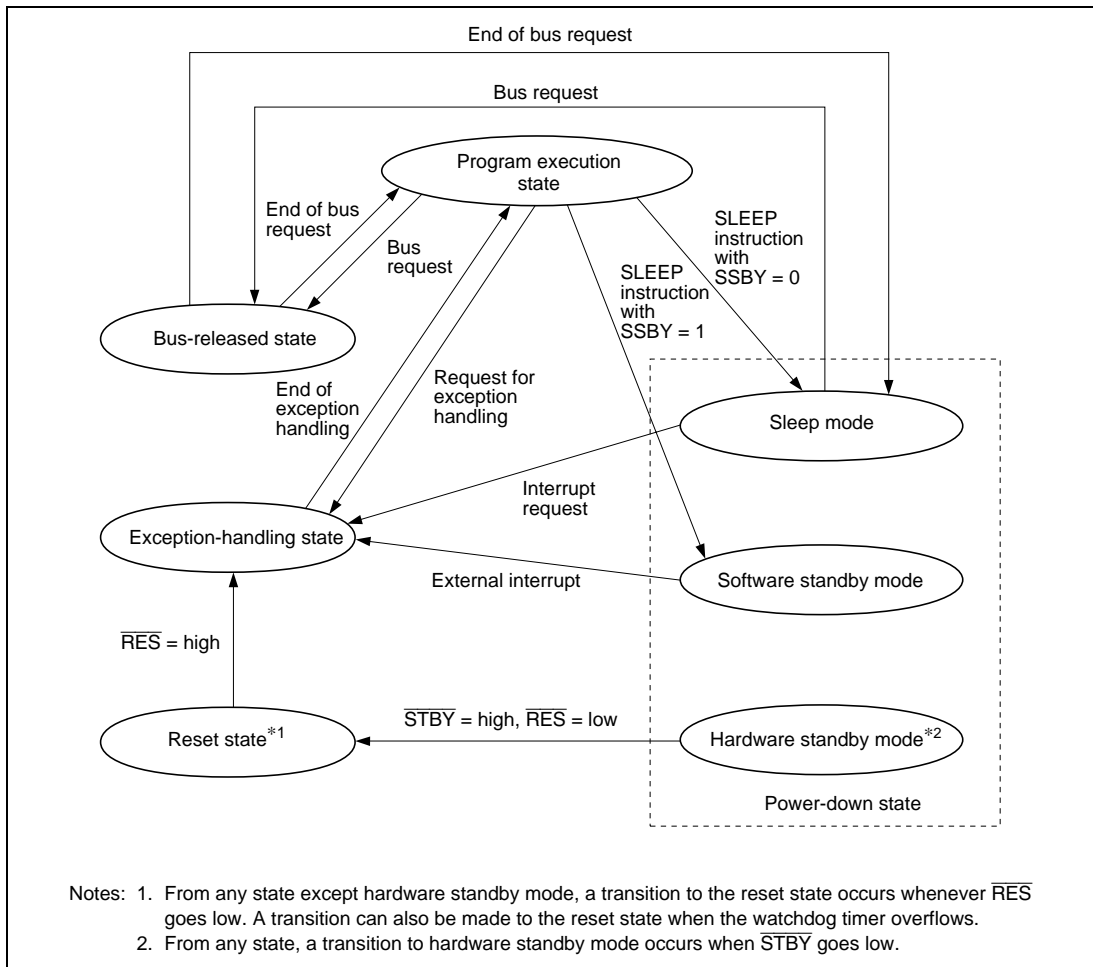 End of bus request
Bus request
Program execution
state
End of bus
request
Bus
request
SLEEP
instruction
with
SSBY = 0
SLEEP
instruction
with
SSBY = 1
Bus-released state
End of
exception
handling
Request for
exception
handling
Sleep mode
Interrupt
request
Exception-handling state
External interrupt
Software standby mode
R̅E̅S̅ = high
S̅T̅B̅Y̅ = high, R̅E̅S̅ = low
Reset state*1
Hardware standby mode*2
Power-down state
Notes: 1. From any state except hardware standby mode, a transition to the reset state occurs whenever R̅E̅S̅
goes low. A transition can also be made to the reset state when the watchdog timer overflows.
2. From any state, a transition to hardware standby mode occurs when S̅T̅B̅Y̅ goes low.